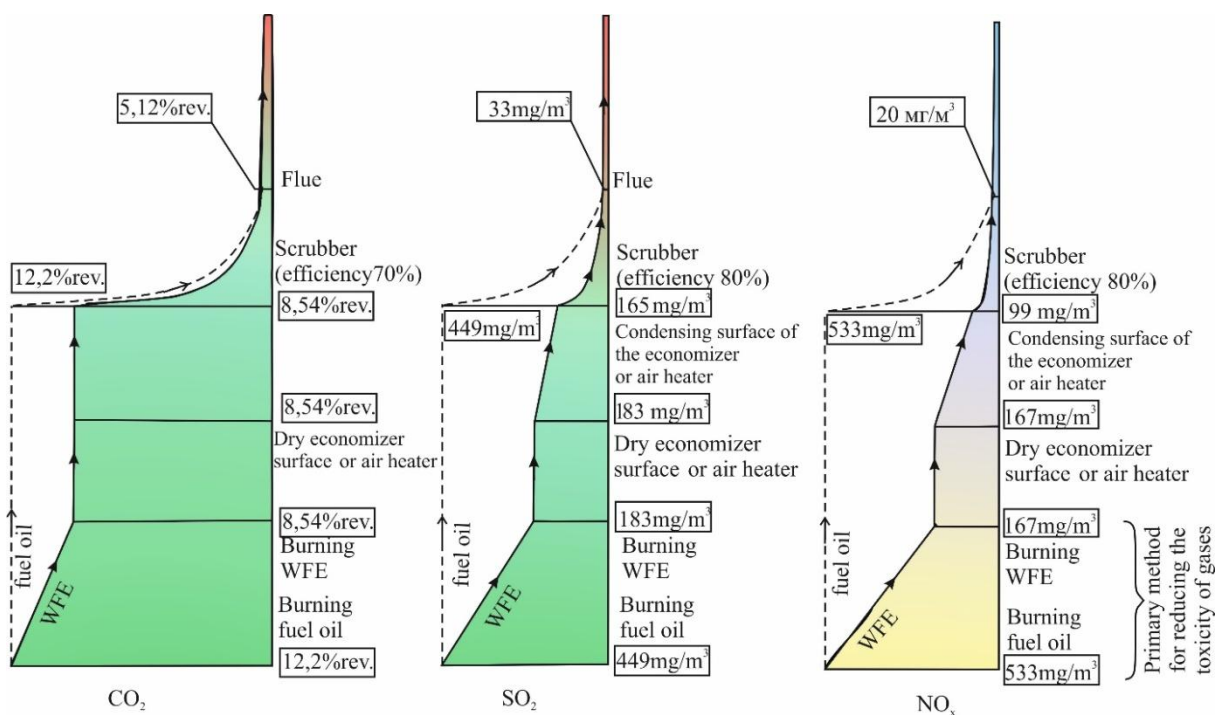 5,12%rev.
Flue
12,2%rev.
Scrubber
(efficiency70%)
8,54%rev.
8,54%rev.
Dry economizer
surface or air heater
8,54%rev.
Burning
WFE
Burning
fuel oil
12,2%rev.
fuel oil
WFE
CO₂
33mg/m³
Flue
Scrubber
(efficiency 80%)
165 mg/m³
449mg/m³
Condensing surface of
the economizer
or air heater
183 mg/m³
Dry economizer
surface or air heater
183mg/m³
Burning
WFE
Burning
fuel oil
449mg/m³
fuel oil
WFE
SO₂
20 мг/м³
Scrubber
(efficiency 80%)
99 mg/m³
533mg/m³
Condensing surface of
the economizer
or air heater
167mg/m³
Dry economizer
surface or air heater
167mg/m³
Burning
WFE
Burning
fuel oil
533mg/m³
fuel oil
WFE
Primary method
for reducing the
toxicity of gases
NOₓ